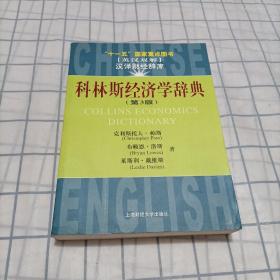 CHINESE
"十一五"国家重点图书
【英汉双解】
汉译财经辞库
科林斯经济学辞典
(第3版)
COLLINS ECONOMICS
DICTIONARY
克利斯托夫·帕斯
(Christopher Pass)
布赖恩·洛斯
(Bryan Lowes)
莱斯利·戴维斯
(Leslie Davies)
著
ENGLISH
上海财经大学出版社